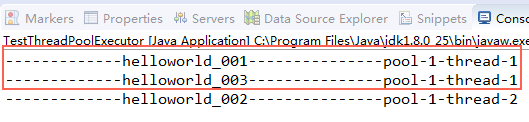 Markers Properties Servers Data Source Explorer Snippets Conso
TestThreadPoolExecutor [Java Application] C:\Program Files\Java\jdk1.8.0_25\bin\javaw.exe
-------------helloworld_001---------------pool-1-thread-1
-------------helloworld_003---------------pool-1-thread-1
-------------helloworld_002---------------pool-1-thread-2